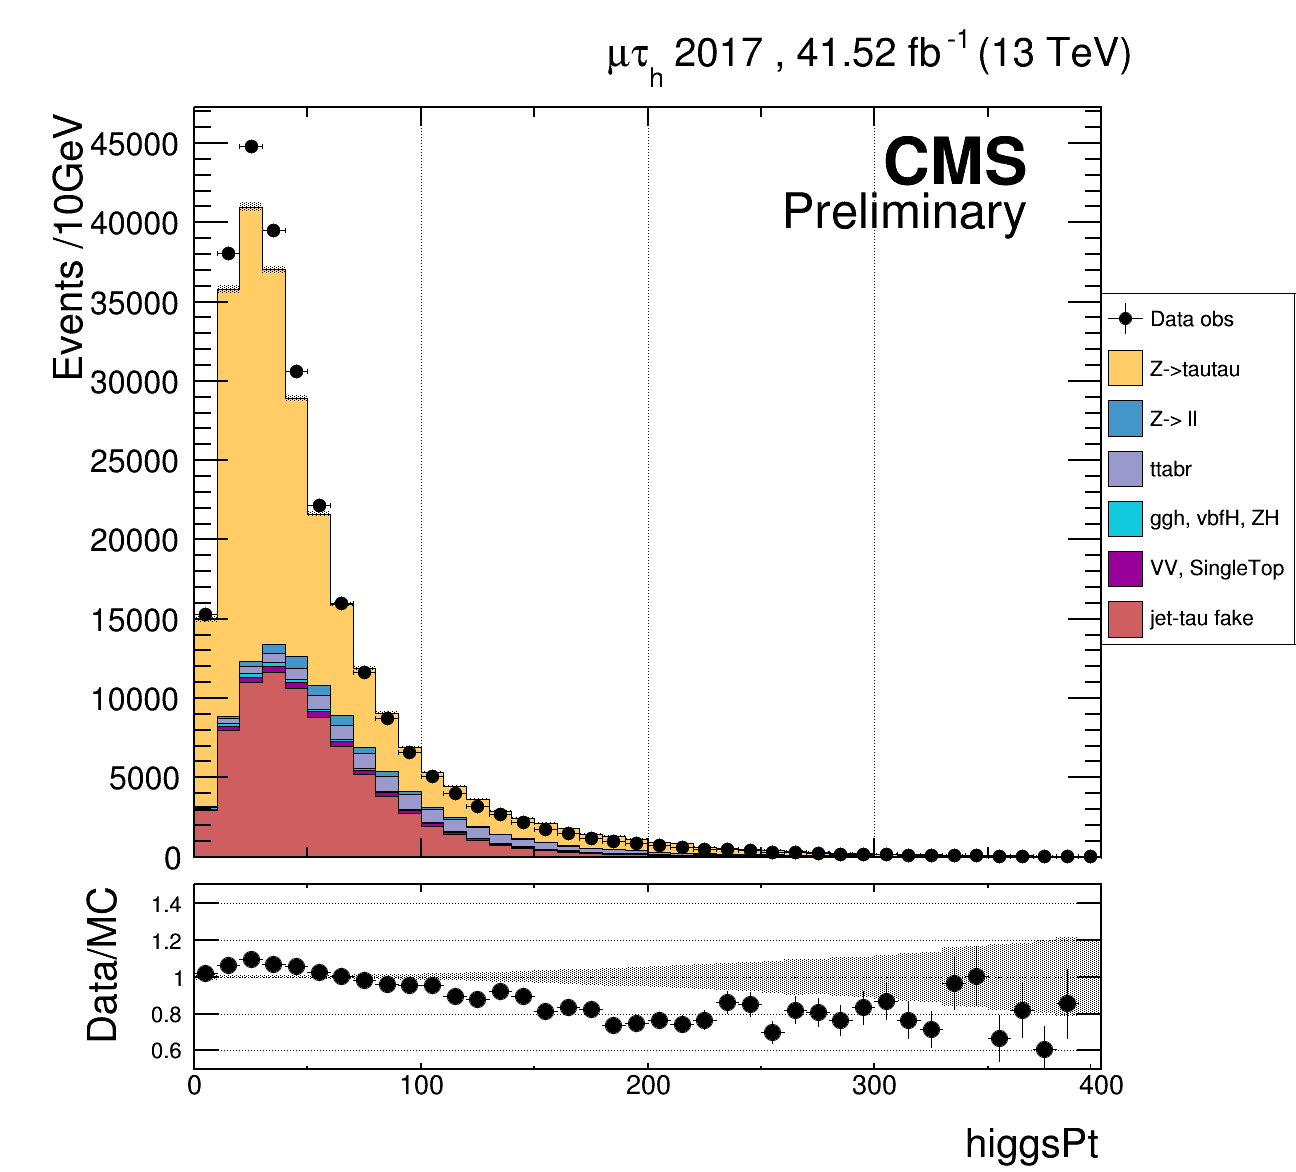 μτh 2017 , 41.52 fb-1 (13 TeV)
Events /10GeV
45000
40000
35000
30000
25000
20000
15000
10000
5000
0
CMS
Preliminary
Data obs
Z->tautau
Z-> ll
ttabr
ggh, vbfH, ZH
VV, SingleTop
jet-tau fake
Data/MC
1.4
1.2
1
0.8
0.6
0 100 200 300 400
higgsPt